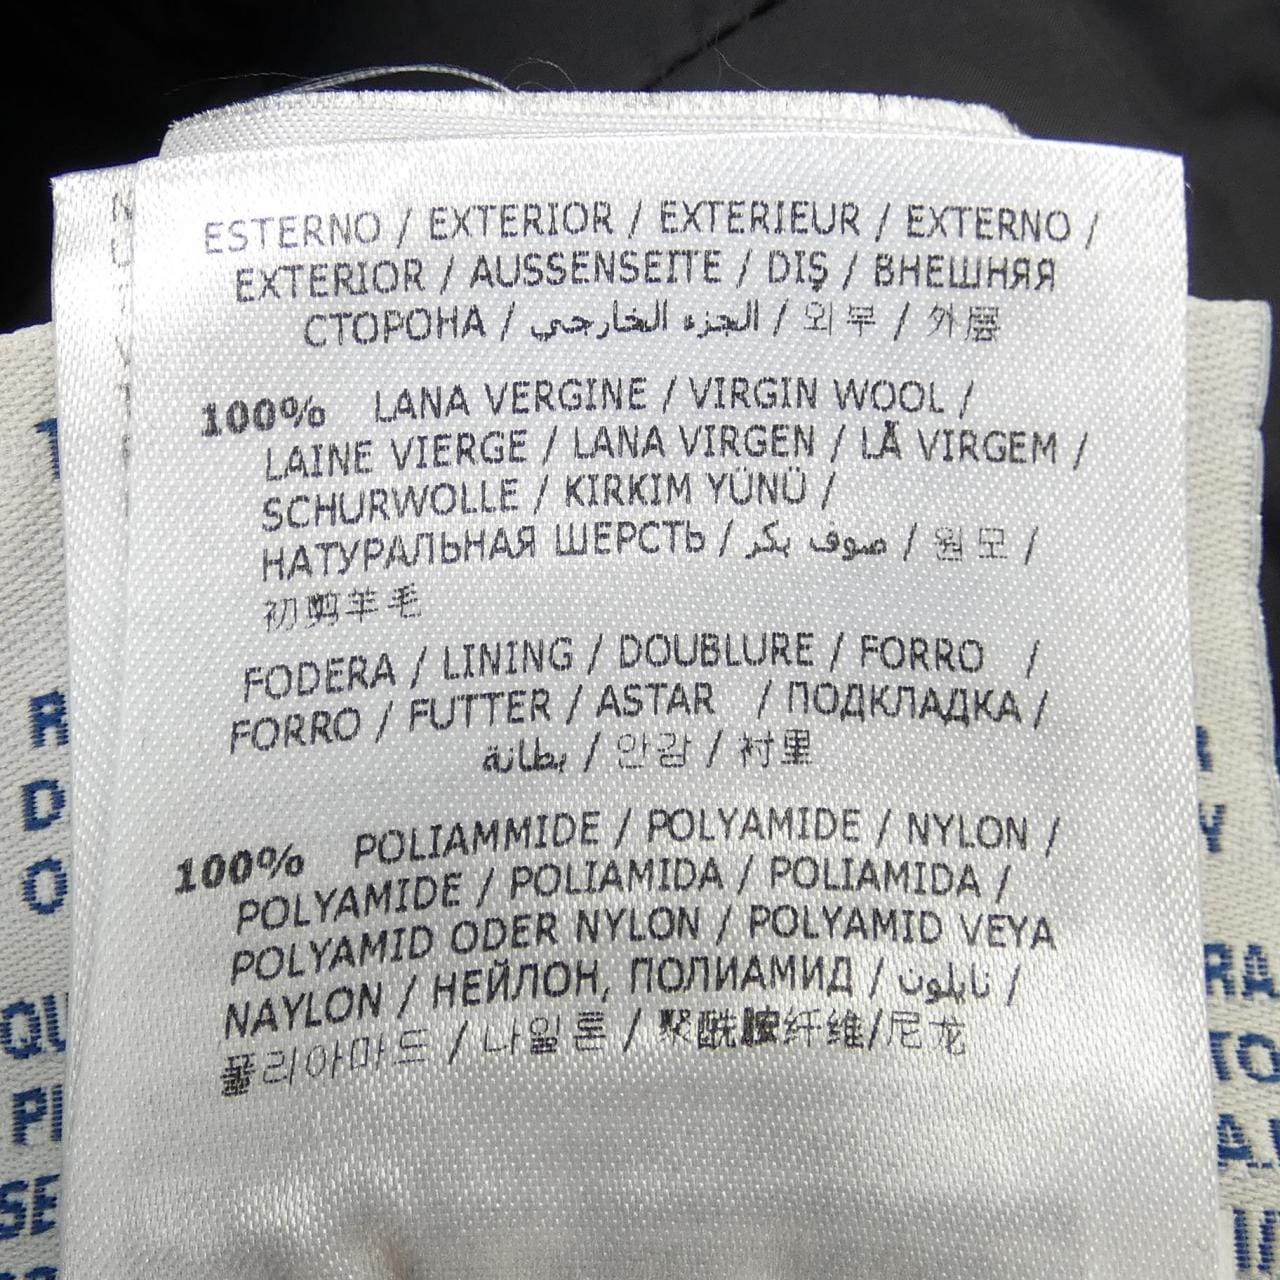 ESTERNO / EXTERIOR / EXTERIEUR / EXTERNO /
EXTERIOR / AUSSENSEITE / DIŞ / ВНЕШНЯЯ
СТОРОНА / الجزء الخارجي / 외부 / 外层
100% LANA VERGINE / VIRGIN WOOL /
LAINE VIERGE / LANA VIRGEN / LÃ VIRGEM /
SCHURWOLLE / KIRKIM YÜNÜ /
НАТУРАЛЬНАЯ ШЕРСТЬ / صوف بكر / 원모 /
初剪羊毛
FODERA / LINING / DOUBLURE / FORRO /
FORRO / FUTTER / ASTAR / ПОДКЛАДКА /
بطانة / 안감 / 衬里
100% POLIAMMIDE / POLYAMIDE / NYLON /
POLYAMIDE / POLIAMIDA / POLIAMIDA /
POLYAMID ODER NYLON / POLYAMID VEYA
NAYLON / НЕЙЛОН, ПОЛИАМИД / نايلون /
폴리아마드 / 나일론 / 聚酰胺纤维/尼龙